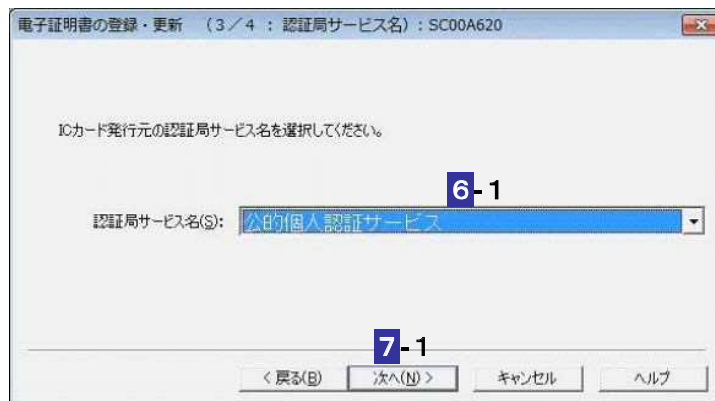 電子証明書の登録・更新 (3/4 : 認証局サービス名) : SC00A620
ICカード発行元の認証局サービス名を選択してください。
6-1
認証局サービス名(S): 公的個人認証サービス
7-1
< 戻る(B) 次へ(N) > キャンセル ヘルプ